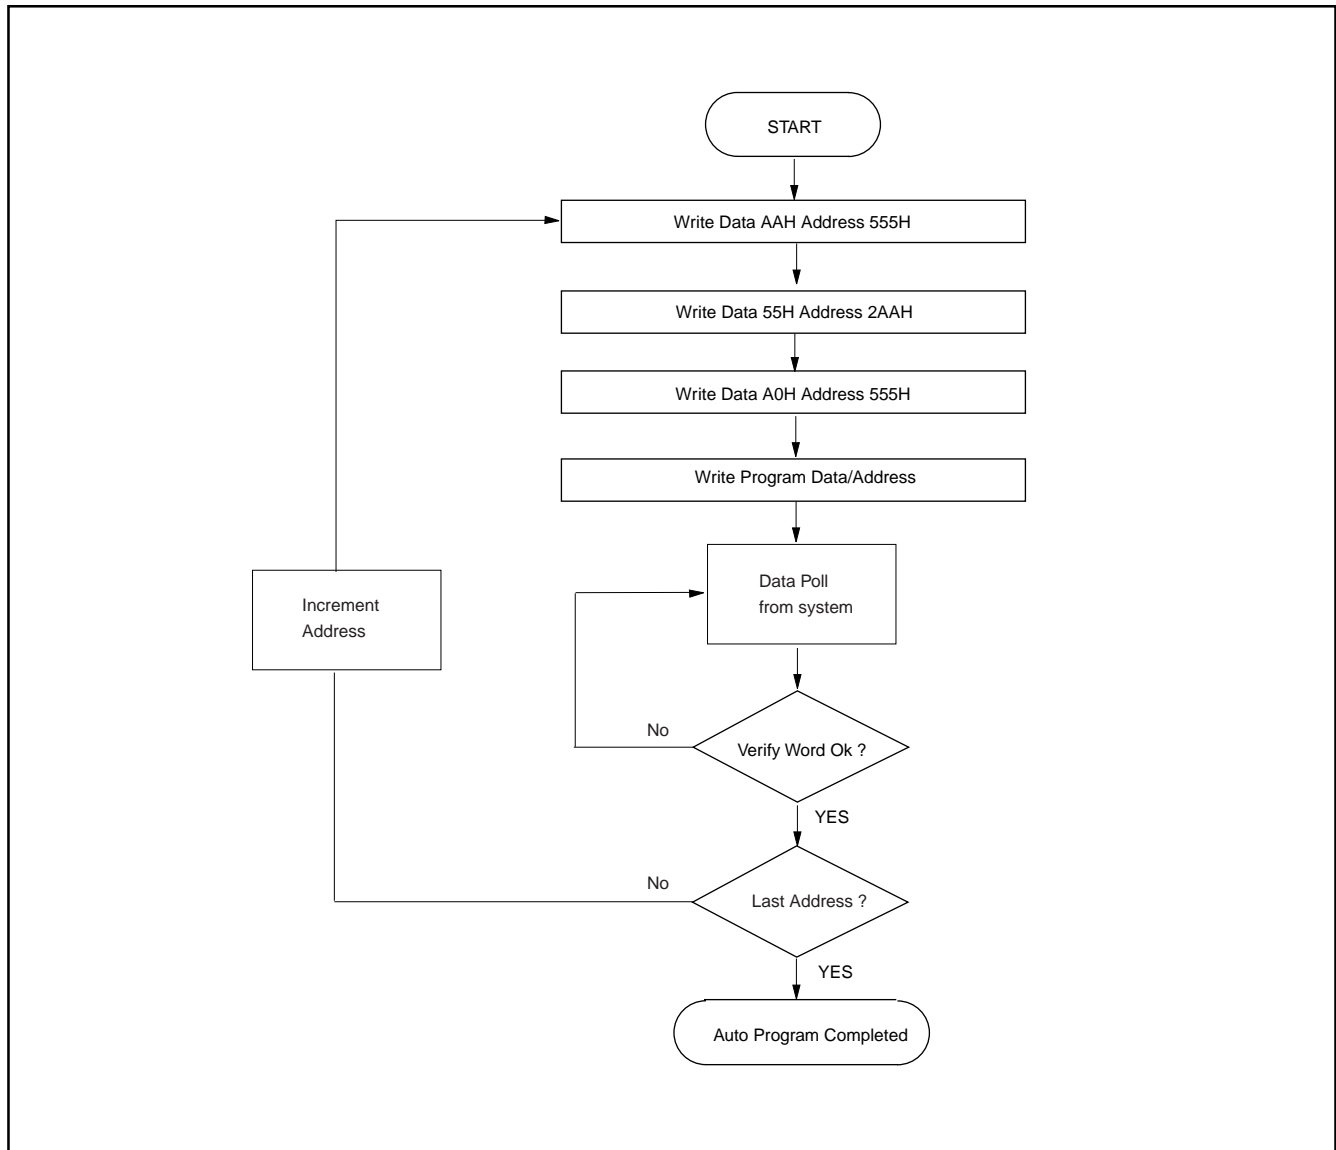 START
Write Data AAH Address 555H
Write Data 55H Address 2AAH
Write Data A0H Address 555H
Write Program Data/Address
Data Poll
from system
Increment
Address
No
Verify Word Ok ?
YES
No
Last Address ?
YES
Auto Program Completed